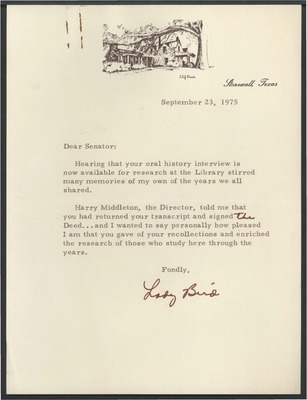 Stonewall, Texas
September 23, 1975
Dear Senator:
Hearing that your oral history interview is
now available for research at the Library stirred
many memories of my own of the years we all
shared.
Harry Middleton, the Director, told me that
you had returned your transcript and signed the
Deed...and I wanted to say personally how pleased
I am that you gave of your recollections and enriched
the research of those who study here through the
years.
Fondly,
Lady Bird